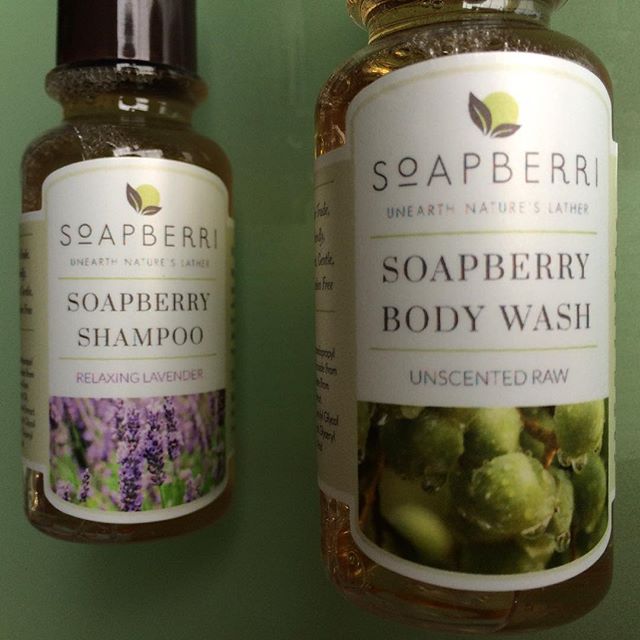 SOAPBERRI
UNEARTH NATURE'S LATHER
SOAPBERRY
SHAMPOO
RELAXING LAVENDER
SOAPBERRI
UNEARTH NATURE'S LATHER
SOAPBERRY
BODY WASH
UNSCENTED RAW